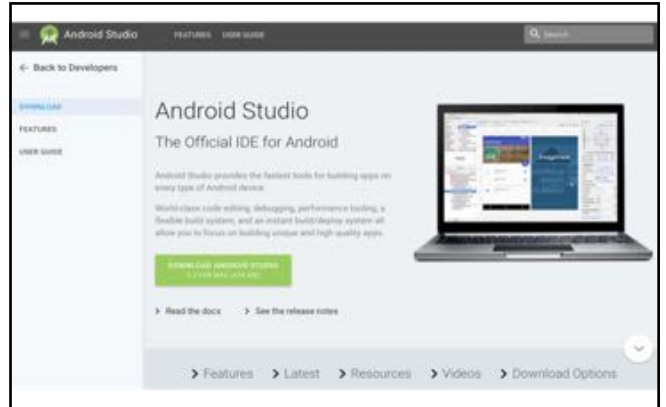 Android Studio
FEATURES USER GUIDE
Search
Back to Developers
DOWNLOAD
FEATURES
USER GUIDE
Android Studio
The Official IDE for Android
Android Studio provides the fastest tools for building apps on
every type of Android device.
World-class code editing, debugging, performance tooling, a
flexible build system, and an instant build/deploy system all
allow you to focus on building unique and high quality apps.
DOWNLOAD ANDROID STUDIO
FOR MAC
Read the docs See the release notes
Features Latest Resources Videos Download Options